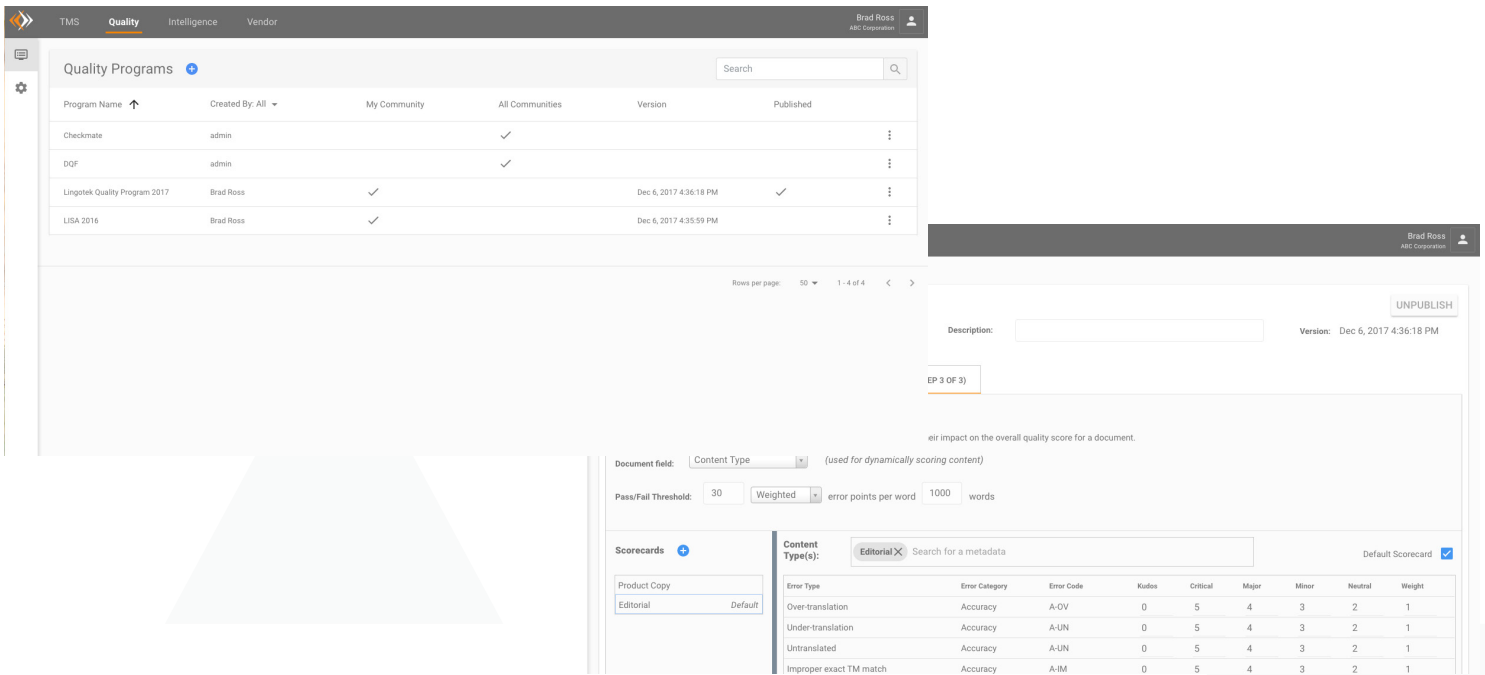 TMS Quality Intelligence Vendor
Brad Ross
ABC Corporation
Quality Programs
Search
Program Name Created By: All My Community All Communities Version Published
Checkmate admin
DQF admin
Lingotek Quality Program 2017 Brad Ross Dec 6, 2017 4:36:18 PM
LISA 2016 Brad Ross Dec 6, 2017 4:35:59 PM
Rows per page: 50 1 - 4 of 4
Brad Ross
ABC Corporation
UNPUBLISH
Description: Version: Dec 6, 2017 4:36:18 PM
EP 3 OF 3)
eir impact on the overall quality score for a document.
Document field: Content Type (used for dynamically scoring content)
Pass/Fail Threshold: 30 Weighted error points per word 1000 words
Scorecards
Product Copy
Editorial Default
Content
Type(s):
Editorial Search for a metadata
Default Scorecard
Error Type Error Category Error Code Kudos Critical Major Minor Neutral Weight
Over-translation Accuracy A-OV 0 5 4 3 2 1
Under-translation Accuracy A-UN 0 5 4 3 2 1
Untranslated Accuracy A-UN 0 5 4 3 2 1
Improper exact TM match Accuracy A-IM 0 5 4 3 2 1